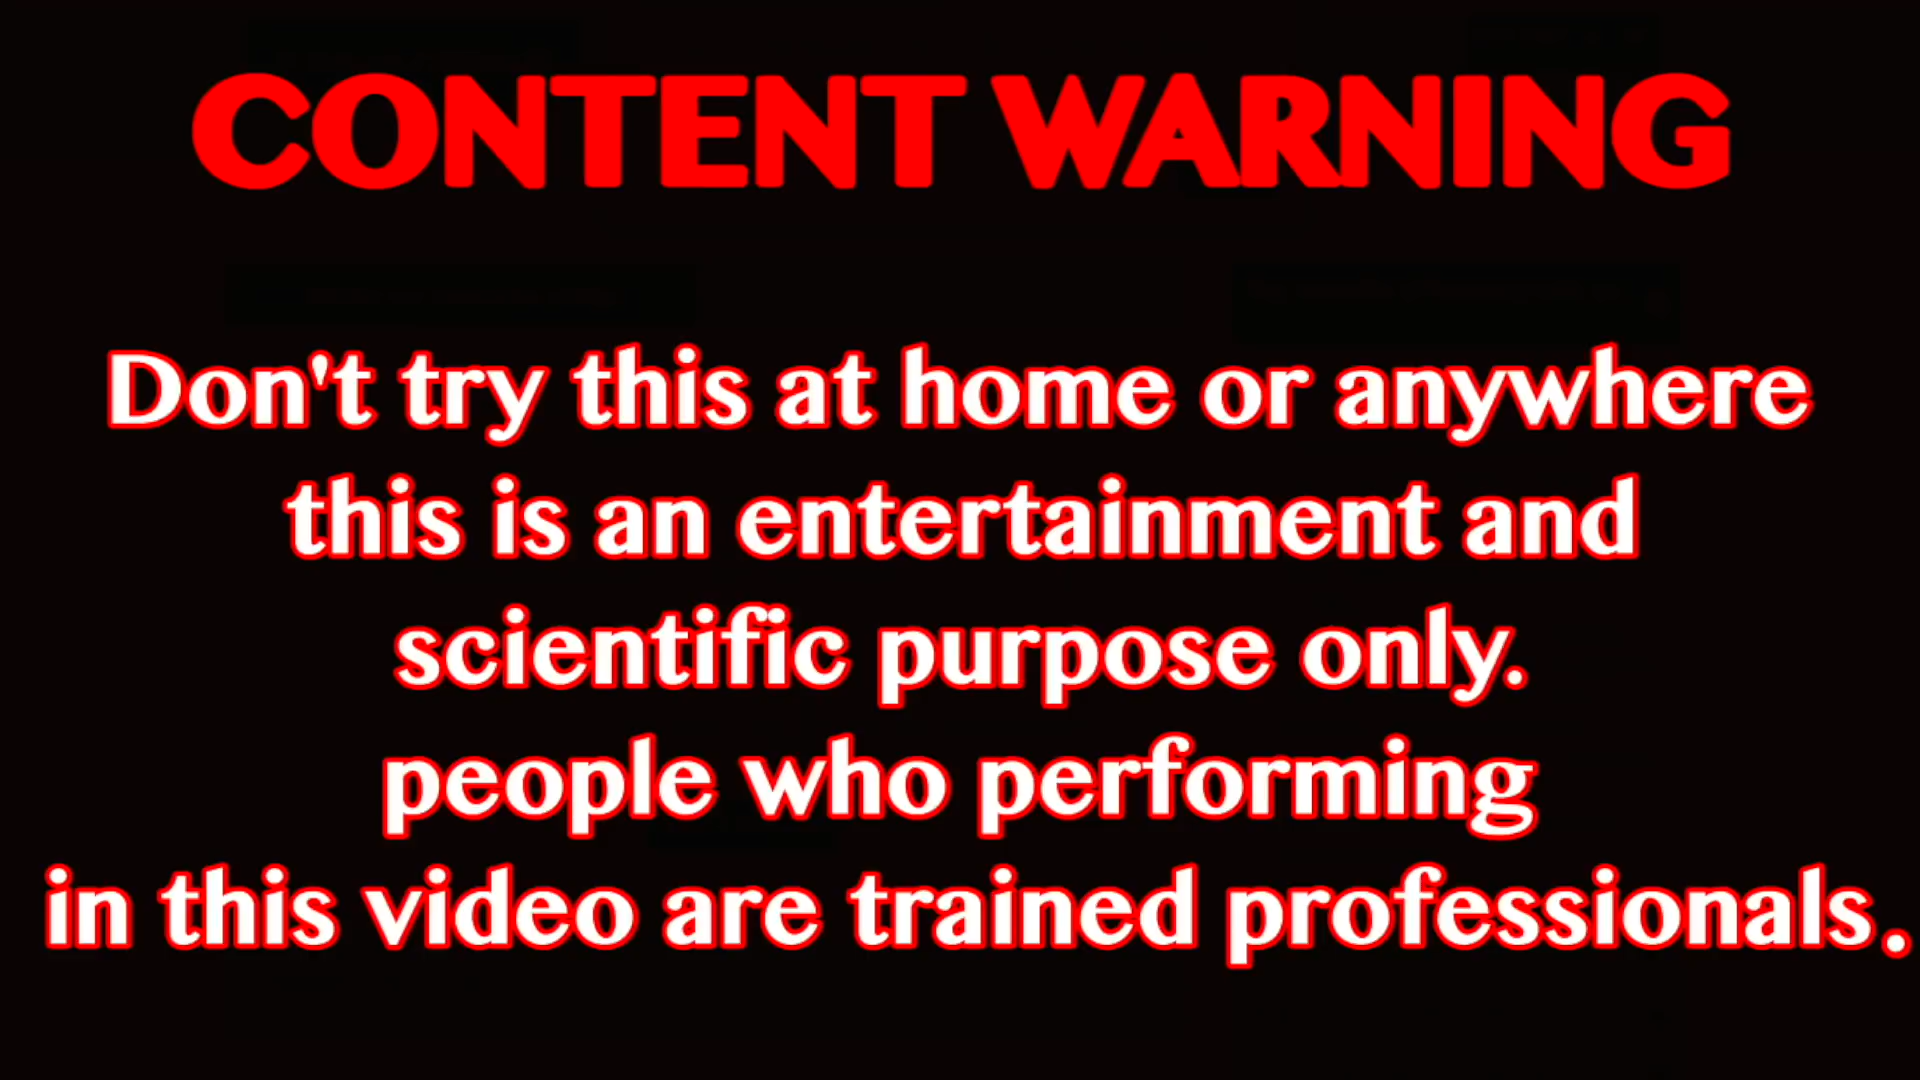 CONTENT WARNING
Don't try this at home or anywhere
this is an entertainment and
scientific purpose only.
people who performing
in this video are trained professionals.